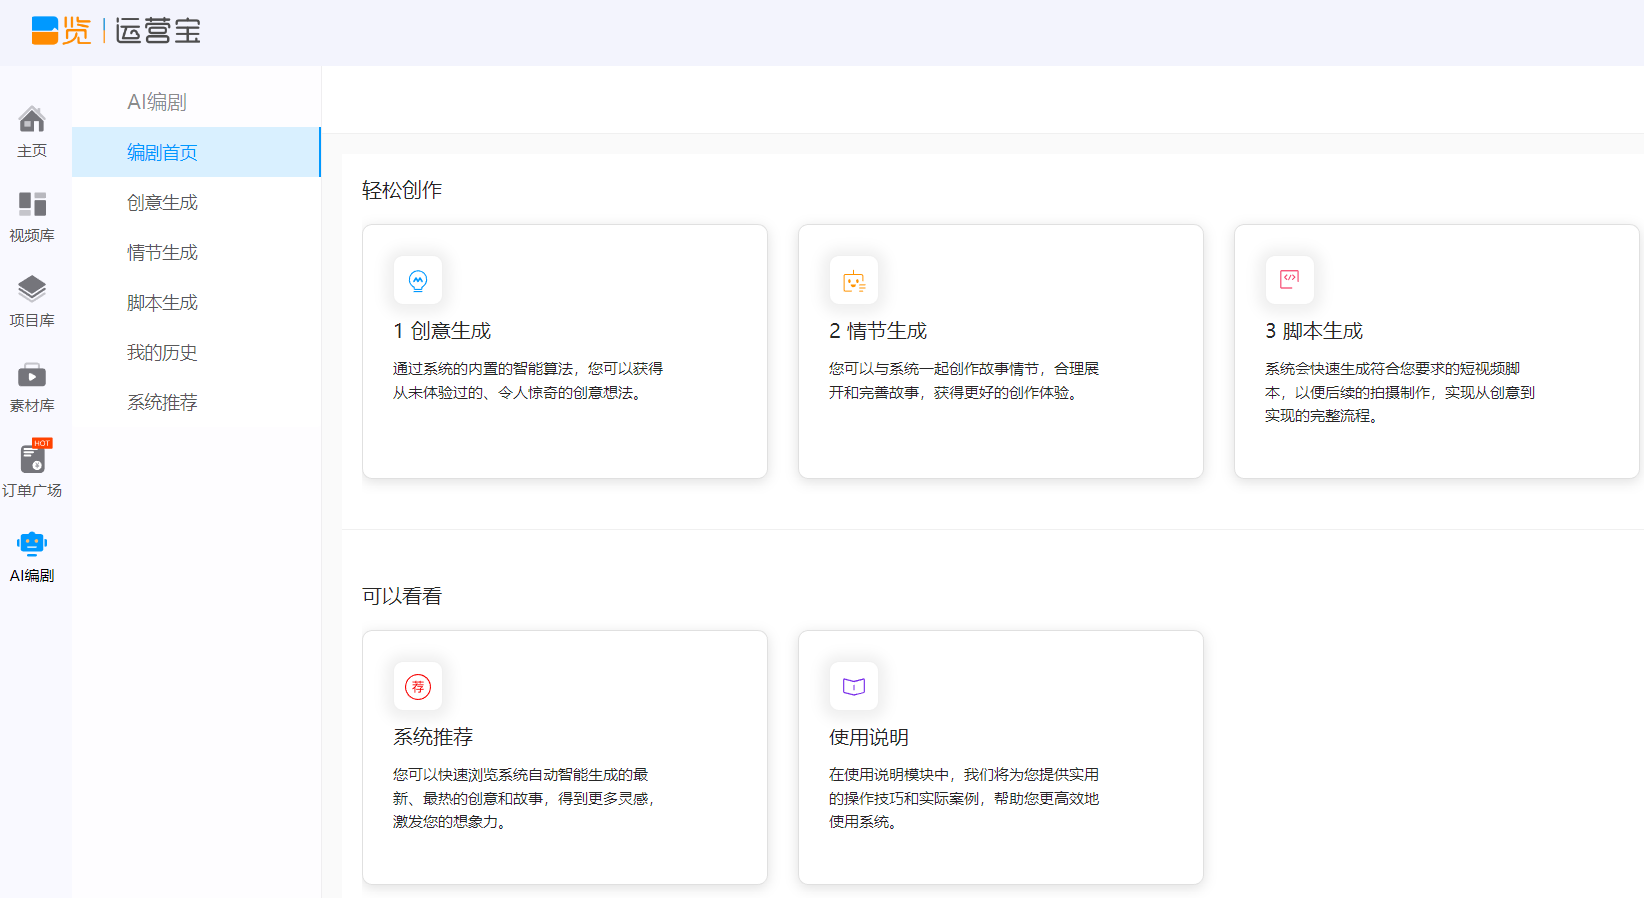 览 | 运营宝
主页
视频库
项目库
素材库
HOT
订单广场
AI编剧
AI编剧
编剧首页
创意生成
情节生成
脚本生成
我的历史
系统推荐
轻松创作
1 创意生成
通过系统的内置的智能算法，您可以获得
从未体验过的、令人惊奇的创意想法。
2 情节生成
您可以与系统一起创作故事情节，合理展
开和完善故事，获得更好的创作体验。
3 脚本生成
系统会快速生成符合您要求的短视频脚
本，以便后续的拍摄制作，实现从创意到
实现的完整流程。
可以看看
荐
系统推荐
您可以快速浏览系统自动智能生成的最
新、最热的创意和故事，得到更多灵感，
激发您的想象力。
使用说明
在使用说明模块中，我们将为您提供实用
的操作技巧和实际案例，帮助您更高效地
使用系统。